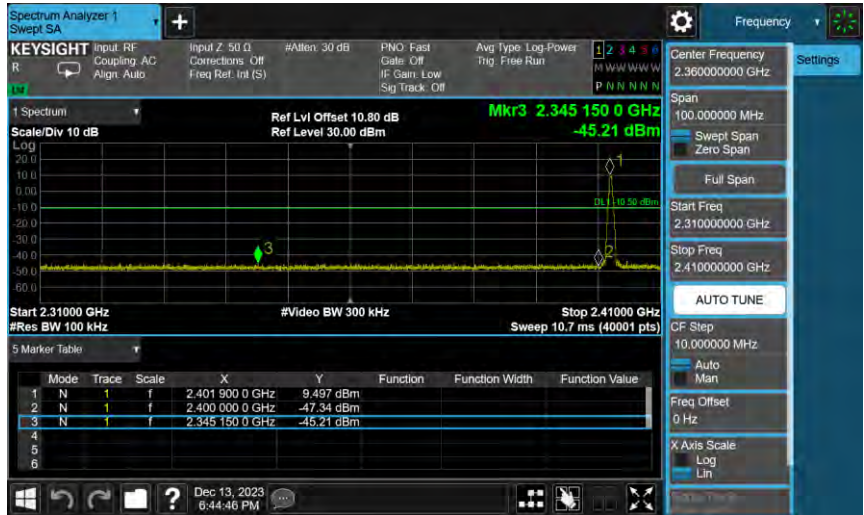 Spectrum Analyzer 1
Swept SA
Frequency
KEYSIGHT
R
Input: RF
Coupling: AC
Align: Auto
Input Z: 50 Ω
Corrections: Off
Freq Ref: Int (S)
#Atten: 30 dB
PNO: Fast
Gate: Off
IF Gain: Low
Sig Track: Off
Avg Type: Log-Power
Trig: Free Run
1 2 3 4 5 6
M W W W W W
P N N N N N
1 Spectrum
Scale/Div 10 dB
Ref Lvl Offset 10.80 dB
Ref Level 30.00 dBm
Mkr3 2.345 150 0 GHz
-45.21 dBm
Log
20.0
10.0
0.00
-10.0
-20.0
-30.0
-40.0
-50.0
-60.0
1
2
3
DL1 -10.50 dBm
Start 2.31000 GHz
#Res BW 100 kHz
#Video BW 300 kHz
Stop 2.41000 GHz
Sweep 10.7 ms (40001 pts)
5 Marker Table
Mode Trace Scale X Y Function Function Width Function Value
1 N 1 f 2.401 900 0 GHz 9.497 dBm
2 N 1 f 2.400 000 0 GHz -47.34 dBm
3 N 1 f 2.345 150 0 GHz -45.21 dBm
4
5
6
Dec 13, 2023
6:44:46 PM
Center Frequency
2.360000000 GHz
Settings
Span
100.000000 MHz
Swept Span
Zero Span
Full Span
Start Freq
2.310000000 GHz
Stop Freq
2.410000000 GHz
AUTO TUNE
CF Step
10.000000 MHz
Auto
Man
Freq Offset
0 Hz
X Axis Scale
Log
Lin